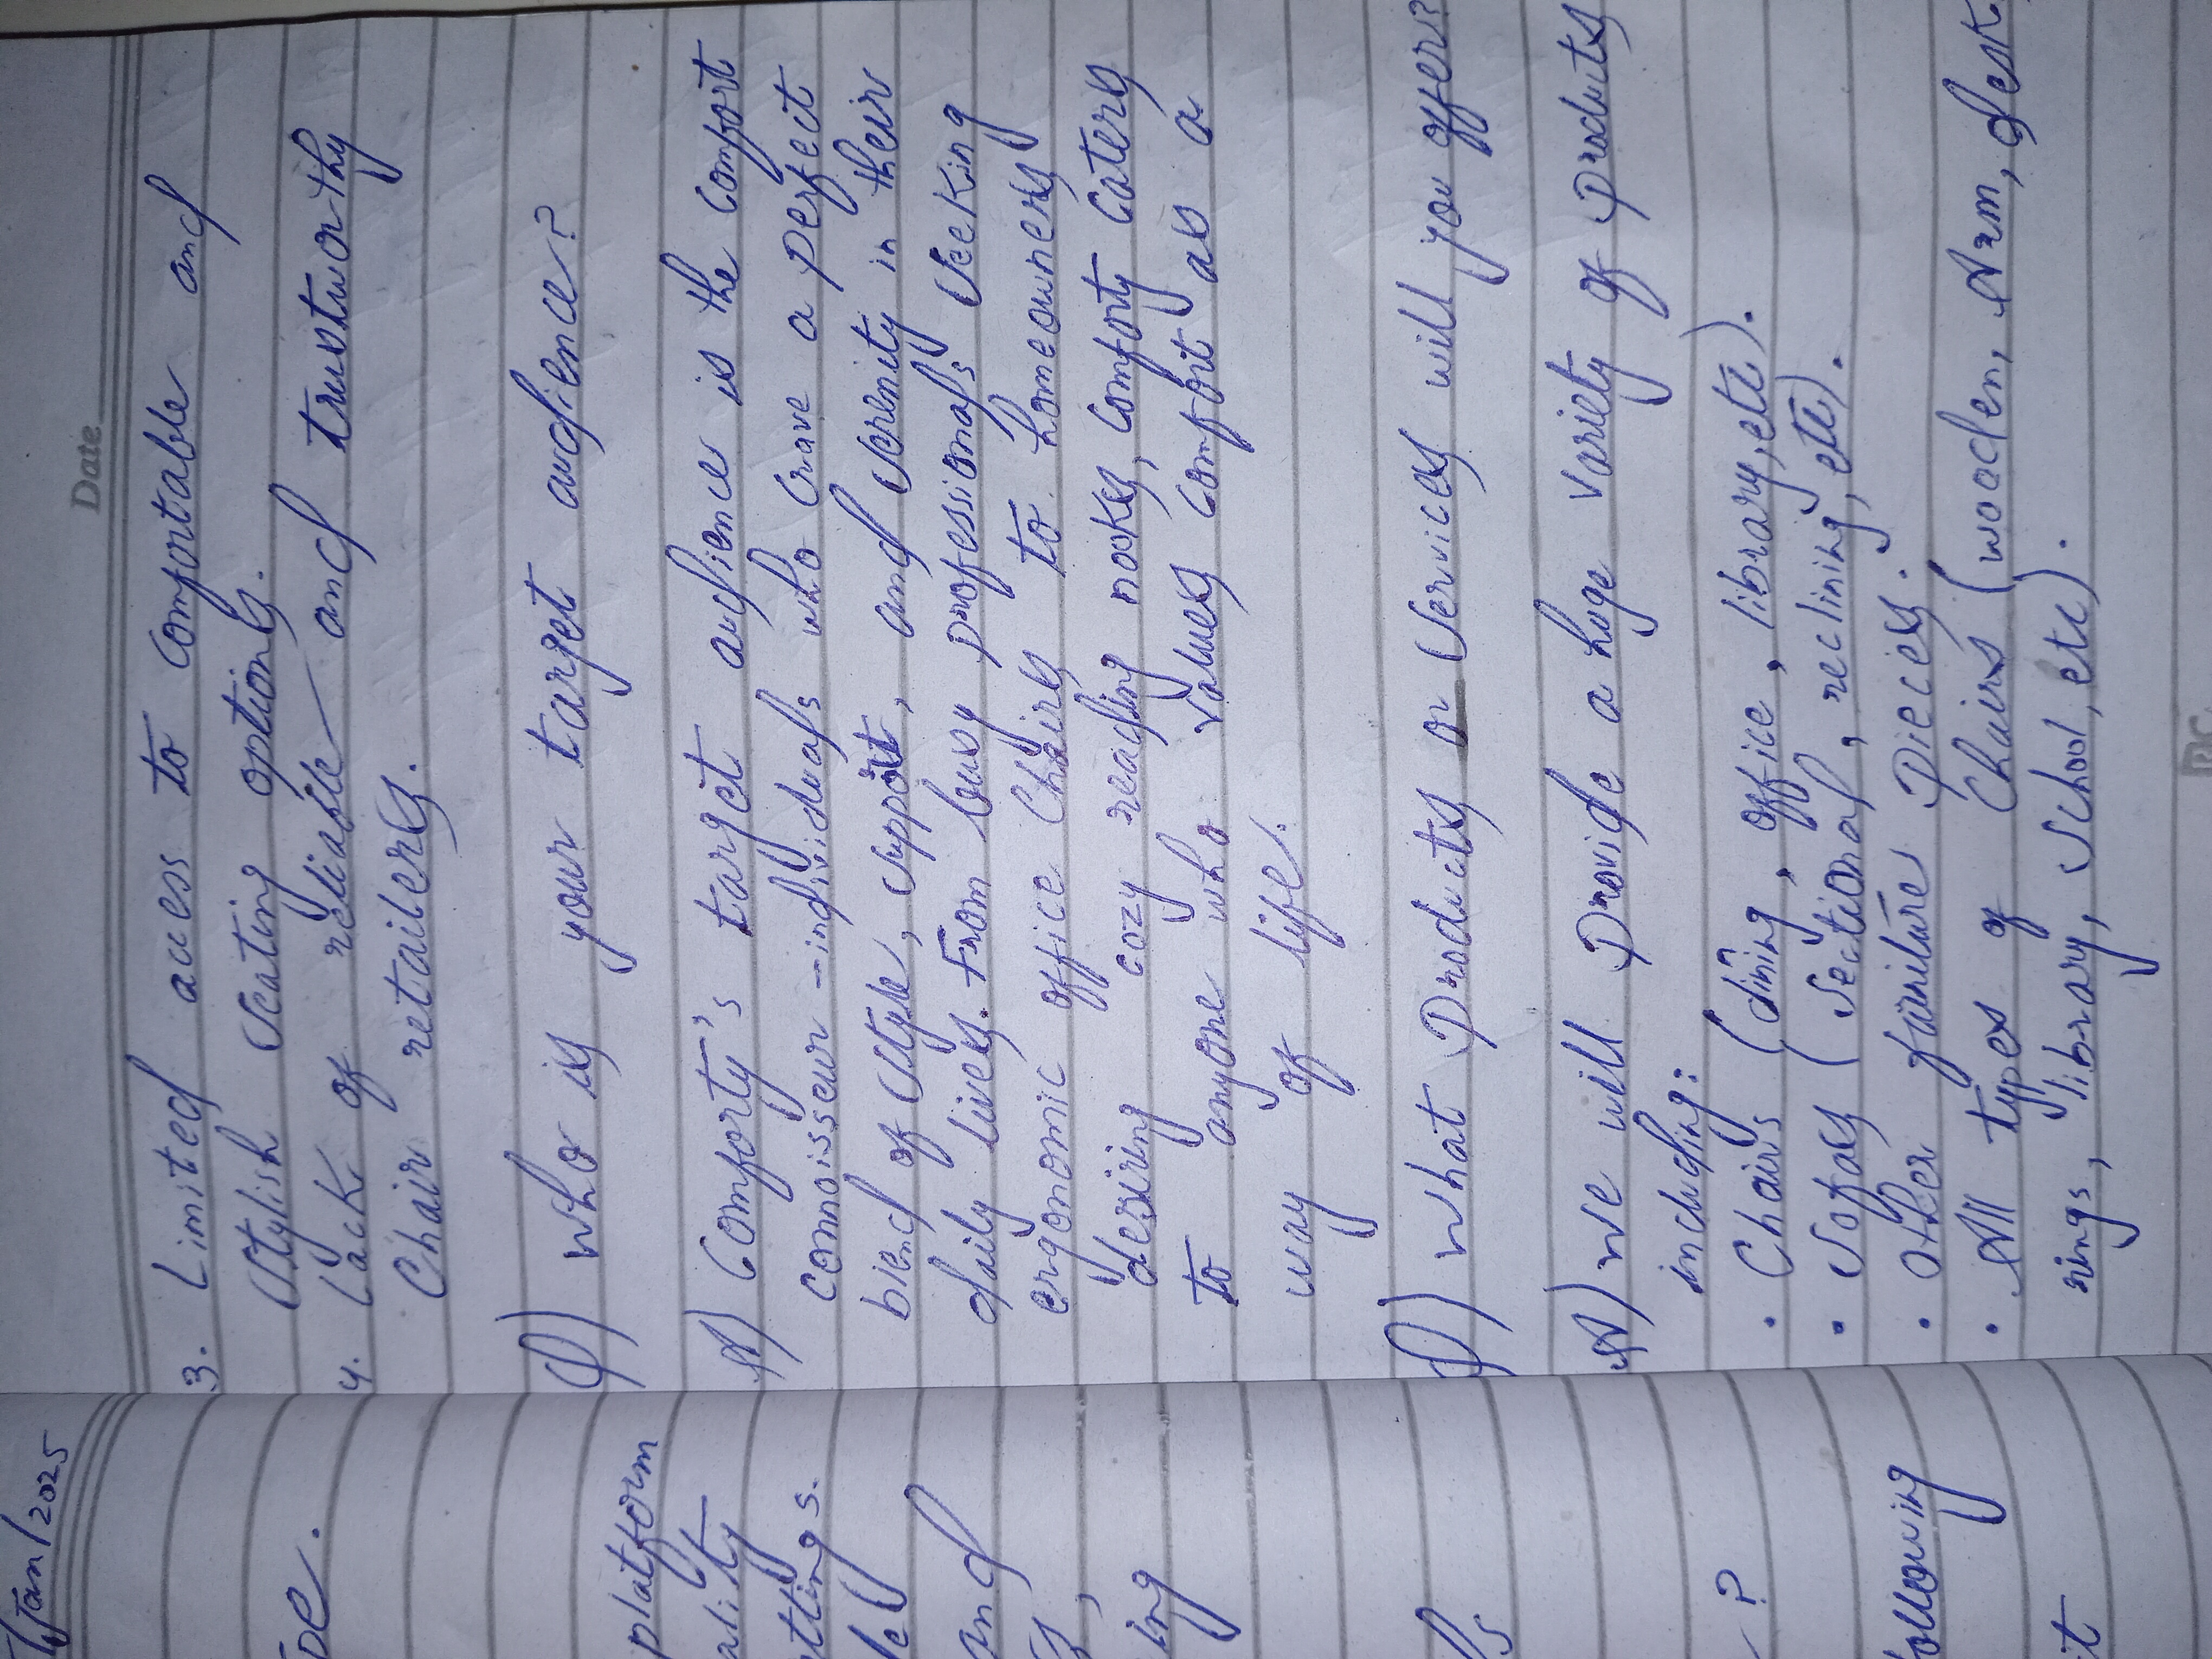 Jan/2025
Date
3. Limited access to comfortable and
Stylish Seating options.
4. Lack of reliable and trustworthy
Chair retailers.
Q) Who is your target audience?
A) Comforty's target audience is the comfort
connoisseur - individuals who crave a perfect
blend of Style, Support, and Serenity in their
daily lives. From busy professionals Seeking
ergonomic office Chairs to homeowners
desiring cozy reading nooks, Comforty Caters
to anyone who values comfort as a
way of life.
Q) What Products or Services will you offer?
A) We will Provide a huge Variety of Products
including:
• Chairs (dining, office, library, etc).
• Sofas (Sectional, reclining, etc).
• Other furniture pieces.
• All types of Chairs (wooden, Arm, desk,
rings, library, School, etc).
pe.
platform
ality
ttings.
le
and
s,
ing
ls
?
following
it